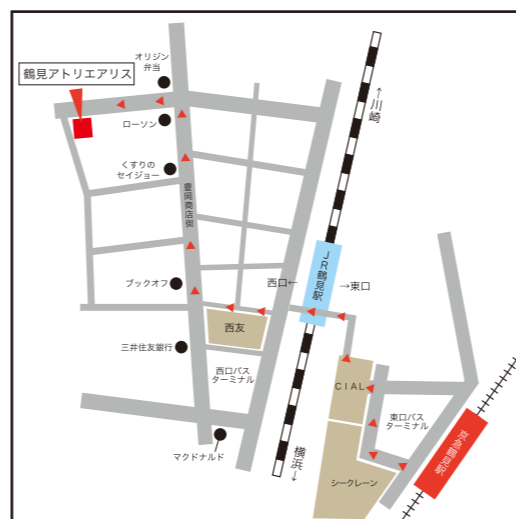 オリジン
弁当
鶴見アトリエアリス
ローソン
←川崎
くすりの
セイジョー
豊岡商店街
JR鶴見駅
西口←
→東口
ブックオフ
西友
三井住友銀行
西口バス
ターミナル
CIAL
東口バス
ターミナル
京急鶴見駅
マクドナルド
横浜→
シークレーン